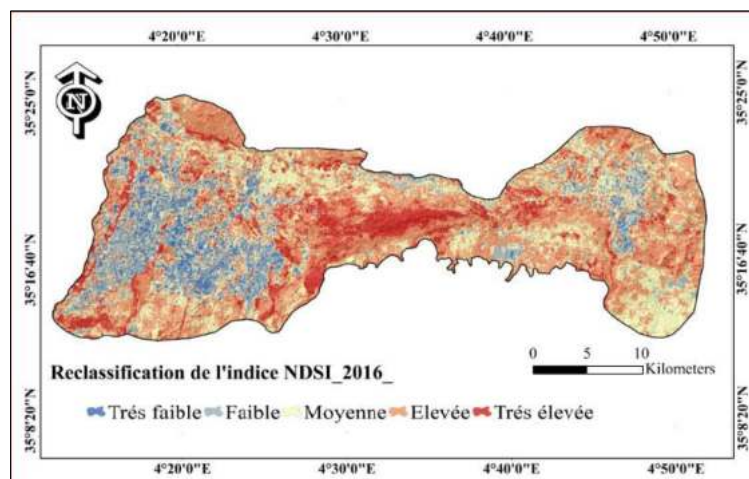 4°20'0"E 4°30'0"E 4°40'0"E 4°50'0"E
35°25'0"N 35°25'0"N
N
35°16'40"N 35°16'40"N
Reclassification de l'indice NDSI_2016_
0 5 10
Kilometers
Trés faible Faible Moyenne Elevée Trés élevée
35°8'20"N 35°8'20"N
4°20'0"E 4°30'0"E 4°40'0"E 4°50'0"E